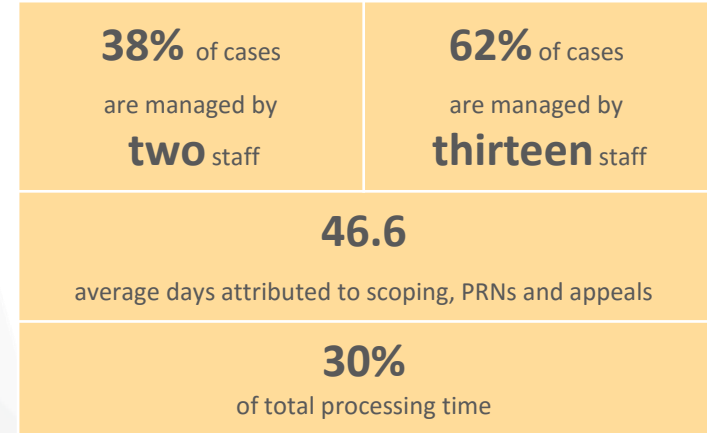 38% of cases
are managed by
two staff
62% of cases
are managed by
thirteen staff
46.6
average days attributed to scoping, PRNs and appeals
30%
of total processing time